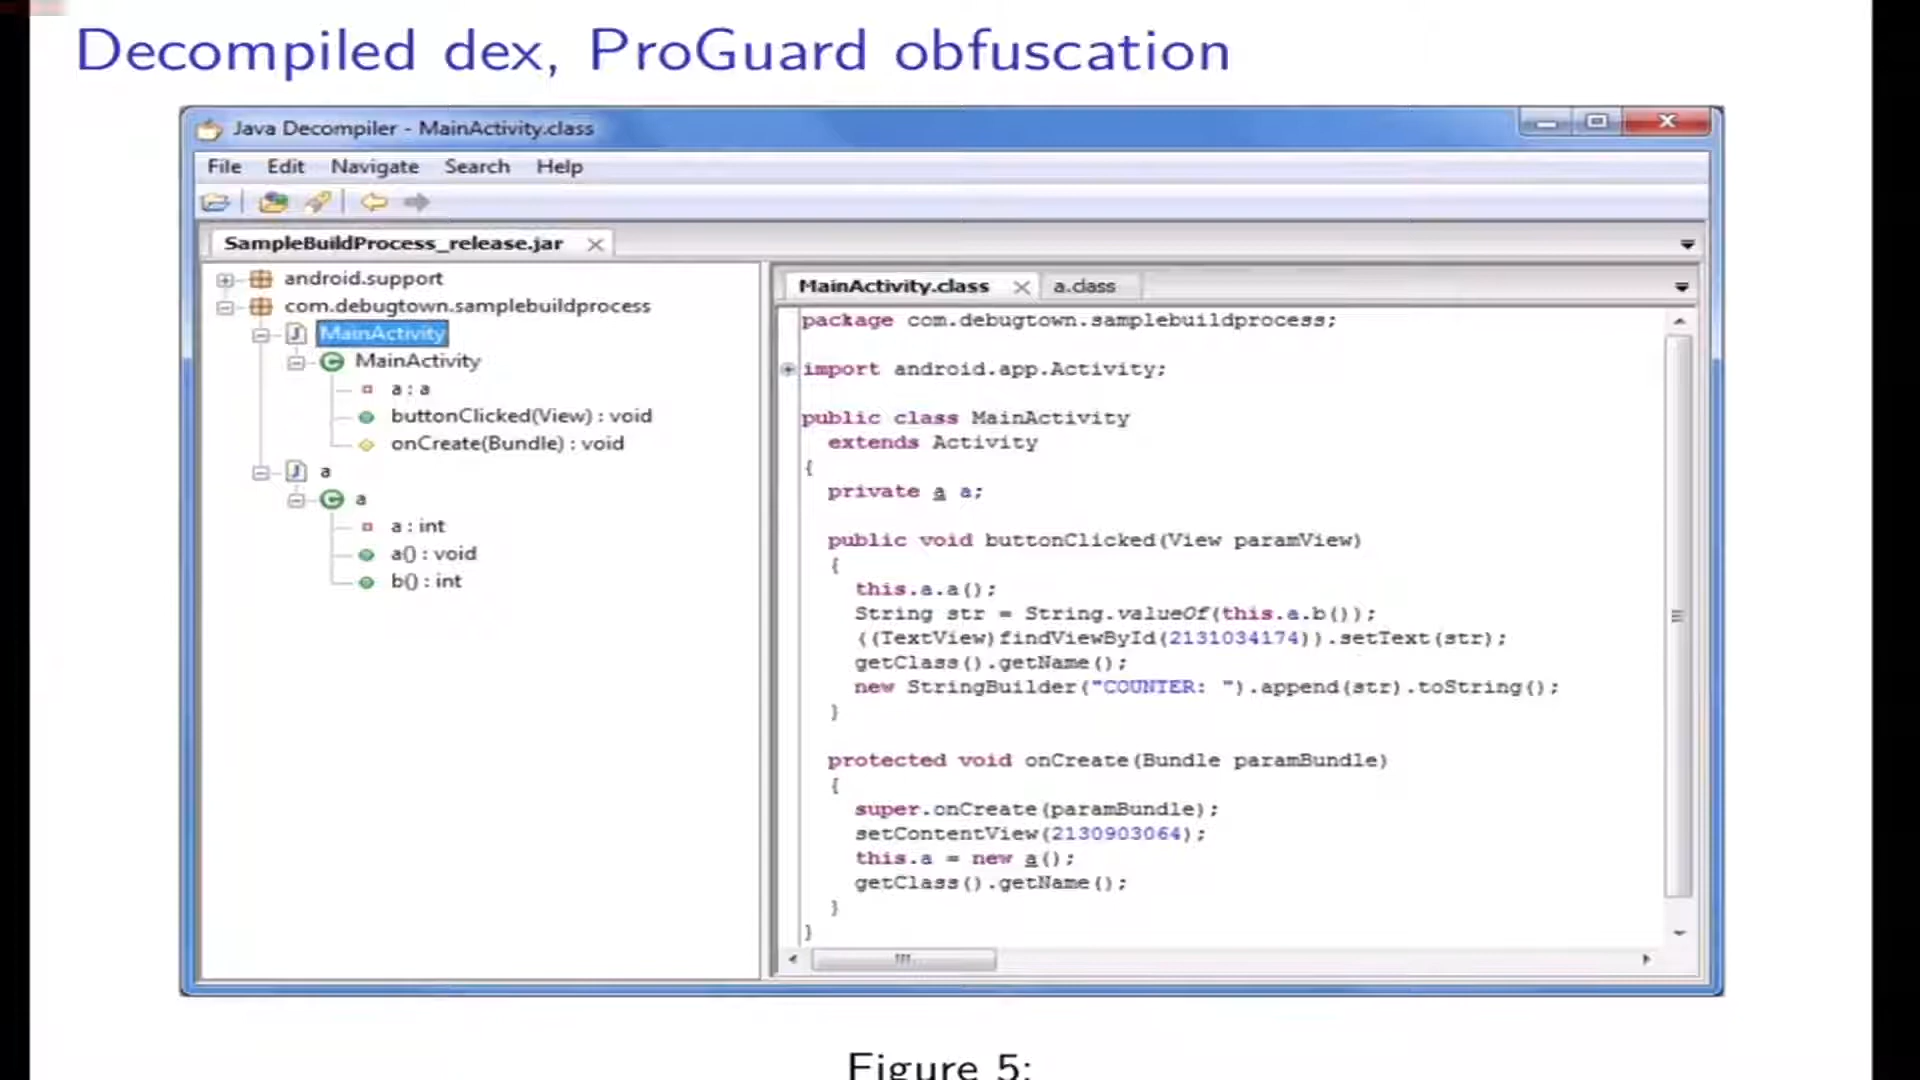 Decompiled dex, ProGuard obfuscation
Java Decompiler - MainActivity.class
File Edit Navigate Search Help
SampleBuildProcess_release.jar
android.support
com.debugtown.samplebuildprocess
MainActivity
MainActivity
a : a
buttonClicked(View) : void
onCreate(Bundle) : void
a
a
a : int
a() : void
b() : int
MainActivity.class a.class
package com.debugtown.samplebuildprocess;
import android.app.Activity;
public class MainActivity
extends Activity
{
private a a;
public void buttonClicked(View paramView)
{
this.a.a();
String str = String.valueOf(this.a.b());
((TextView)findViewById(2131034174)).setText(str);
getClass().getName();
new StringBuilder("COUNTER: ").append(str).toString();
}
protected void onCreate(Bundle paramBundle)
{
super.onCreate(paramBundle);
setContentView(2130903064);
this.a = new a();
getClass().getName();
}
}
Figure 5: